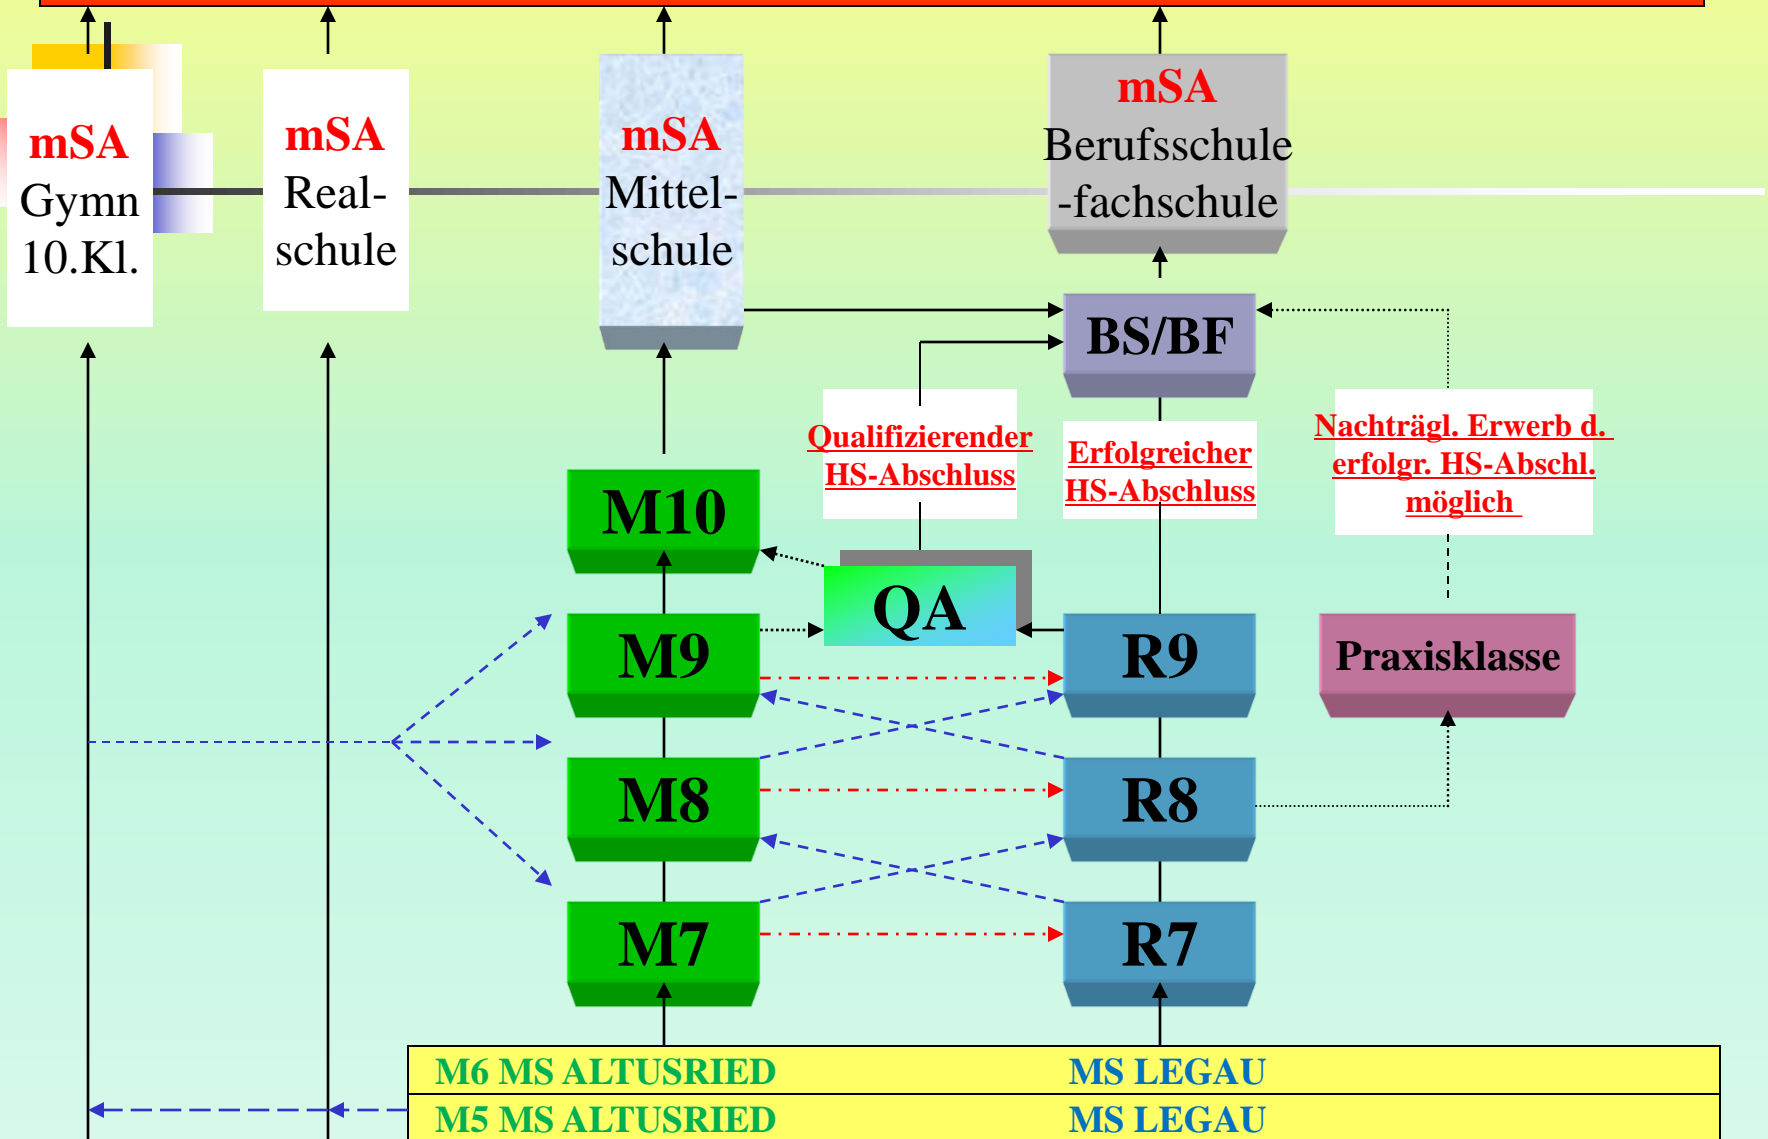 mSA
Gymn
10.Kl.
mSA
Real-
schule
mSA
Mittel-
schule
mSA
Berufsschule
-fachschule
BS/BF
Qualifizierender
HS-Abschluss
Erfolgreicher
HS-Abschluss
Nachträgl. Erwerb d.
erfolgr. HS-Abschl.
möglich
M10
QA
M9
R9
Praxisklasse
M8
R8
M7
R7
M6 MS ALTUSRIED
MS LEGAU
M5 MS ALTUSRIED
MS LEGAU